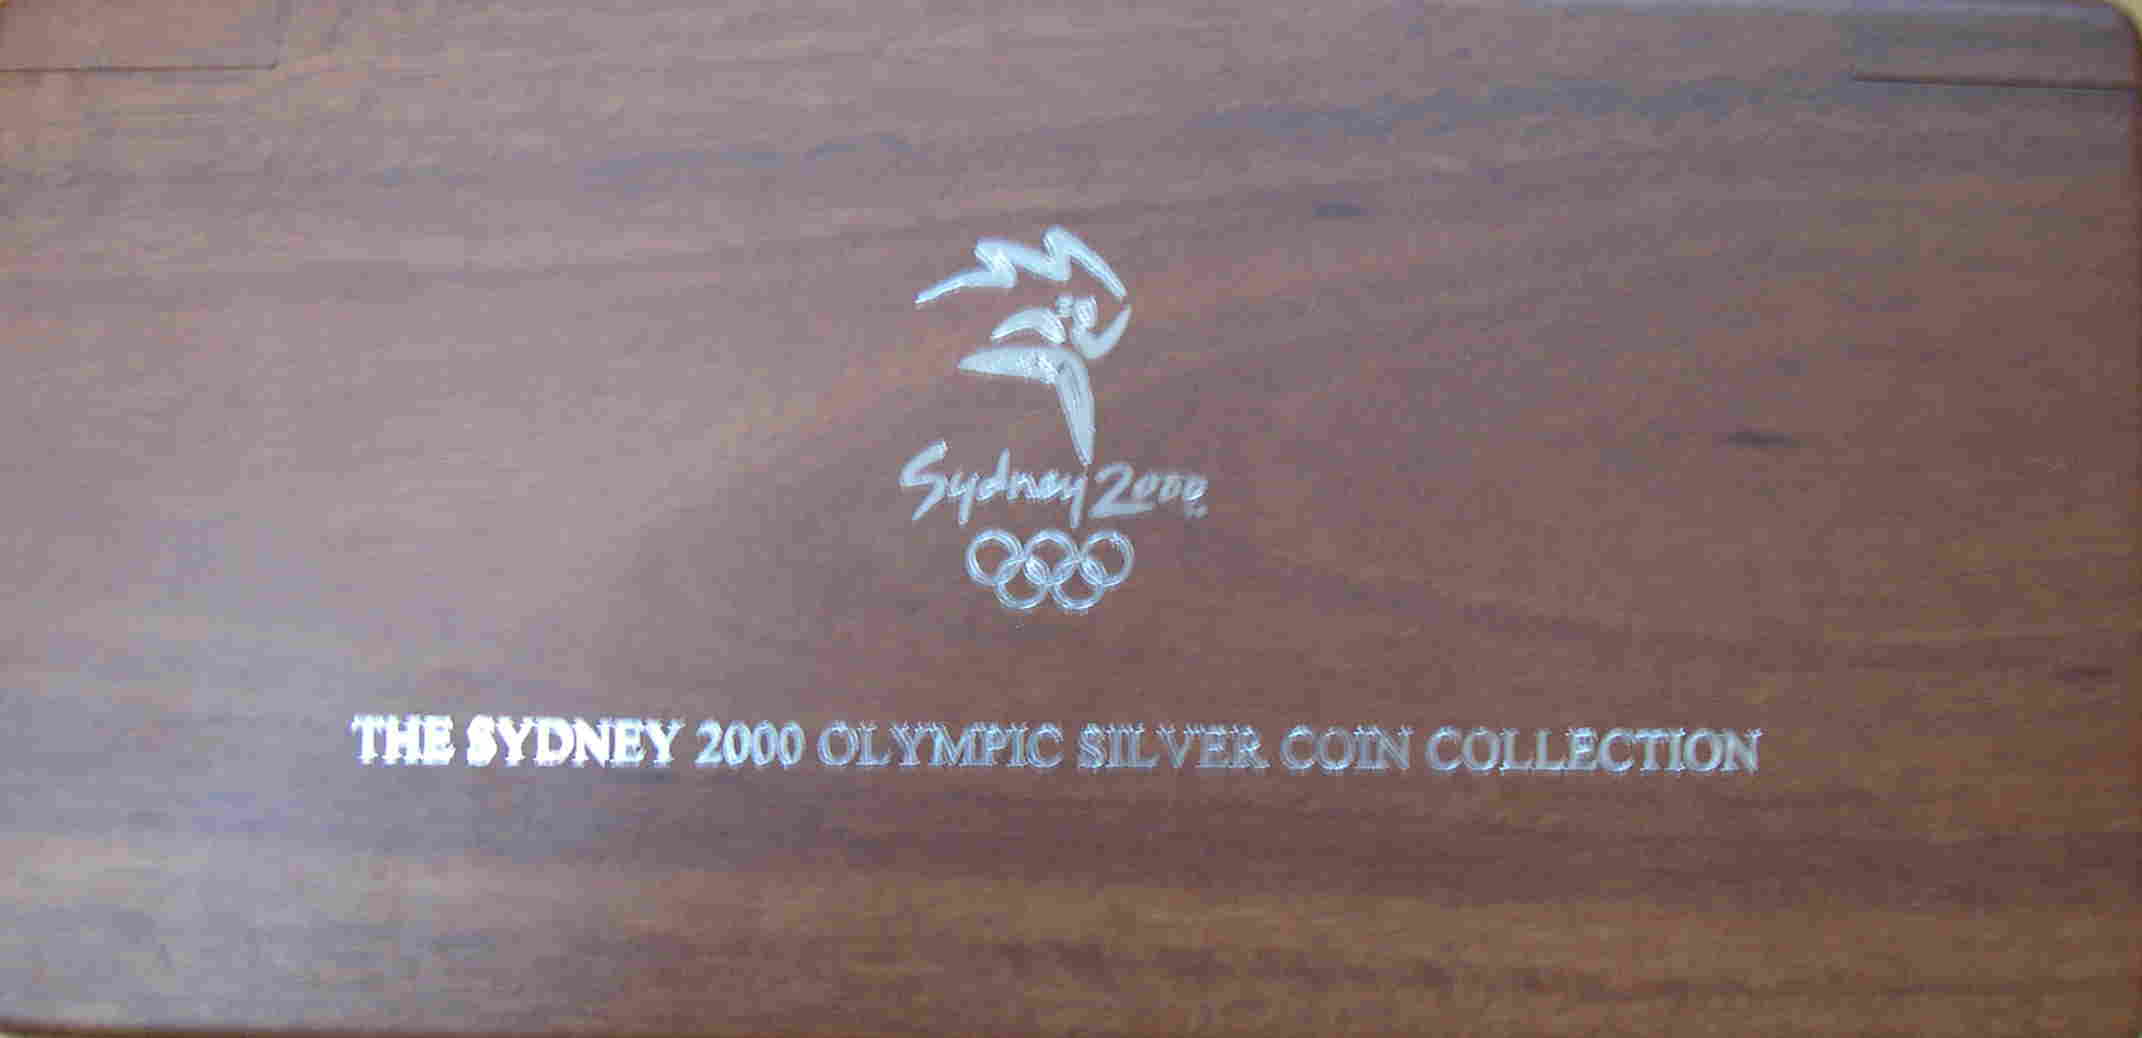 Sydney 2000
THE SYDNEY 2000 OLYMPIC SILVER COIN COLLECTION